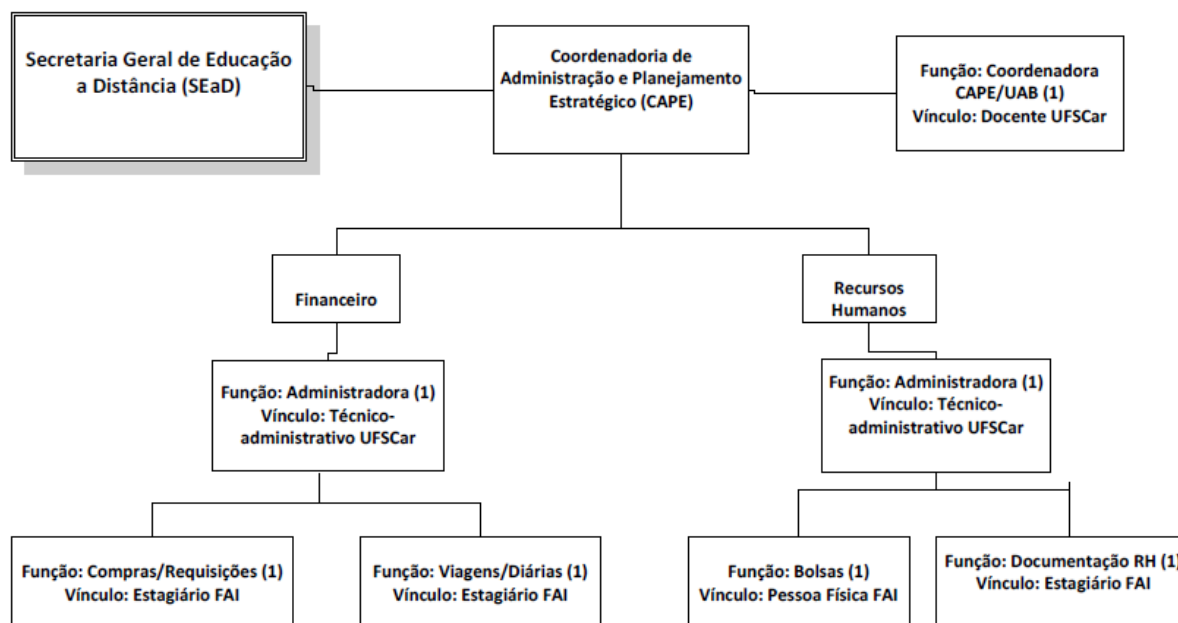 Secretaria Geral de Educação
a Distância (SEaD)
Coordenadoria de
Administração e Planejamento
Estratégico (CAPE)
Função: Coordenadora
CAPE/UAB (1)
Vínculo: Docente UFSCar
Financeiro
Recursos
Humanos
Função: Administradora (1)
Vínculo: Técnico-
administrativo UFSCar
Função: Administradora (1)
Vínculo: Técnico-
administrativo UFSCar
Função: Compras/Requisições (1)
Vínculo: Estagiário FAI
Função: Viagens/Diárias (1)
Vínculo: Estagiário FAI
Função: Bolsas (1)
Vínculo: Pessoa Física FAI
Função: Documentação RH (1)
Vínculo: Estagiário FAI